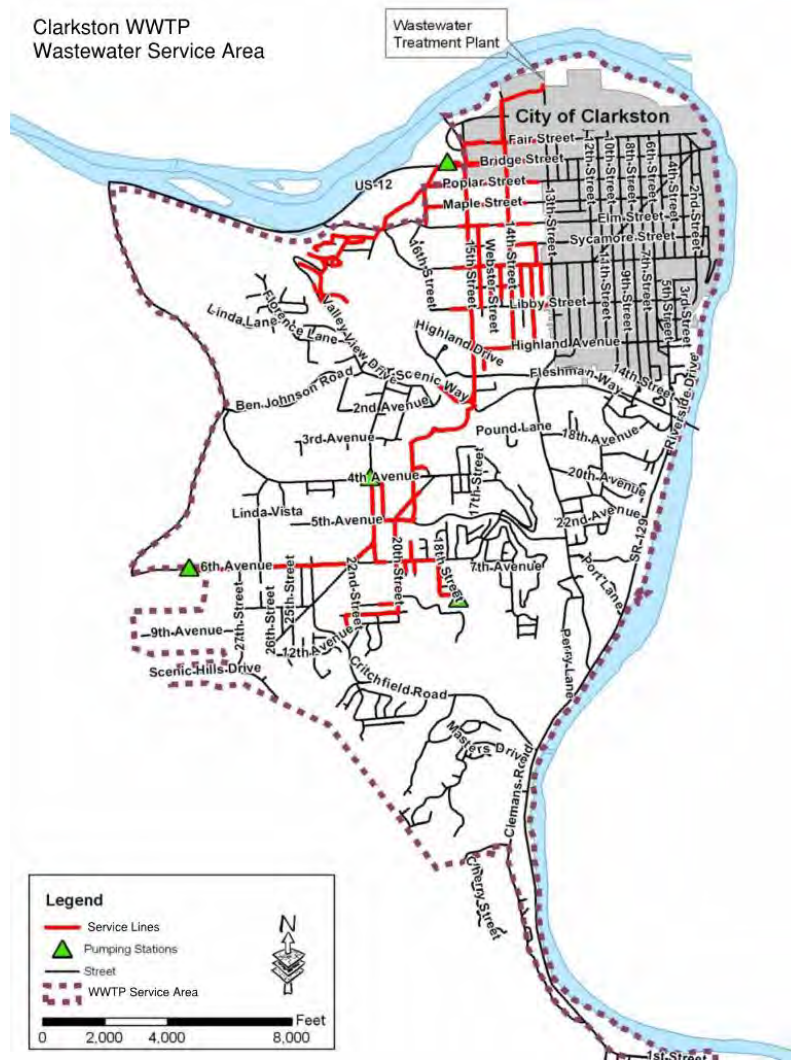 Clarkston WWTP
Wastewater Service Area
Wastewater
Treatment Plant
City of Clarkston
Fair Street
Bridge Street
US-12
Poplar Street
Maple Street
Elm Street
Sycamore Street
12th Street
10th Street
8th Street
6th Street
4th Street
2nd Street
13th Street
14th Street
Webster Street
15th Street
16th Street
11th Street
9th Street
7th Street
5th Street
3rd Street
Libby Street
Highland Avenue
Highland Drive
Florence Lane
Linda Lane
Valley View Drive
Scenic Way
Fleshman Way
14th Street
Riverside Drive
Ben Johnson Road
2nd Avenue
3rd Avenue
Pound Lane
18th Avenue
4th Avenue
17th Street
20th Avenue
Linda Vista
5th Avenue
22nd Avenue
SR-129
6th Avenue
22nd Street
20th Street
18th Street
7th Avenue
Port Lane
25th Street
26th Street
27th Street
9th Avenue
12th Avenue
Perry Lane
Scenic Hills Drive
Critchfield Road
Masters Drive
Clemans Road
Cherry Street
1st Street
Legend
Service Lines
Pumping Stations
Street
WWTP Service Area
N
Feet
0 2,000 4,000 8,000